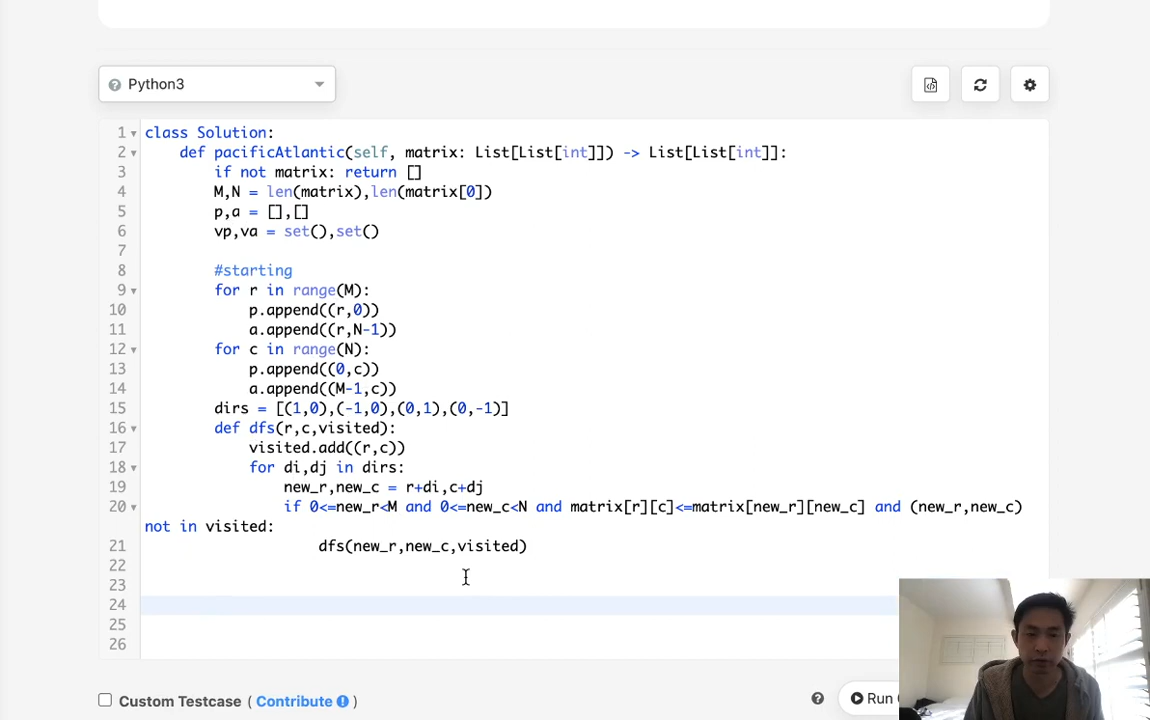 Python3
1 class Solution:
2 def pacificAtlantic(self, matrix: List[List[int]]) -> List[List[int]]:
3 if not matrix: return []
4 M,N = len(matrix),len(matrix[0])
5 p,a = [],[]
6 vp,va = set(),set()
7
8 #starting
9 for r in range(M):
10 p.append((r,0))
11 a.append((r,N-1))
12 for c in range(N):
13 p.append((0,c))
14 a.append((M-1,c))
15 dirs = [(1,0),(-1,0),(0,1),(0,-1)]
16 def dfs(r,c,visited):
17 visited.add((r,c))
18 for di,dj in dirs:
19 new_r,new_c = r+di,c+dj
20 if 0<=new_r<M and 0<=new_c<N and matrix[r][c]<=matrix[new_r][new_c] and (new_r,new_c)
not in visited:
21 dfs(new_r,new_c,visited)
22
23
24
25
26
Custom Testcase ( Contribute )
Run